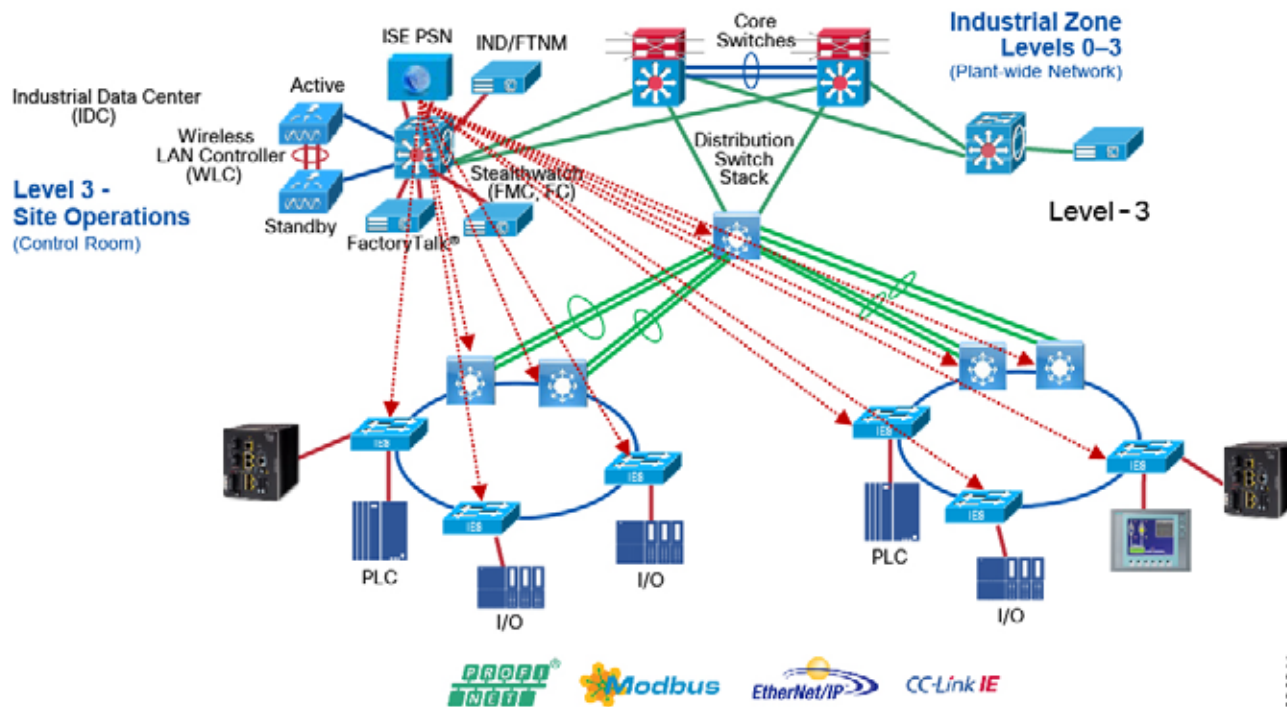 ISE PSN
IND/FTNM
Core
Switches
Industrial Zone
Levels 0–3
(Plant-wide Network)
Industrial Data Center
(IDC)
Active
Wireless
LAN Controller
(WLC)
Standby
Level 3 -
Site Operations
(Control Room)
FactoryTalk®
Stealthwatch
(FMC, FC)
Distribution
Switch
Stack
Level-3
IES
IES
IES
PLC
I/O
I/O
IES
IES
IES
PLC
I/O
PROFI
NET®
Modbus
EtherNet/IP
CC-Link IE